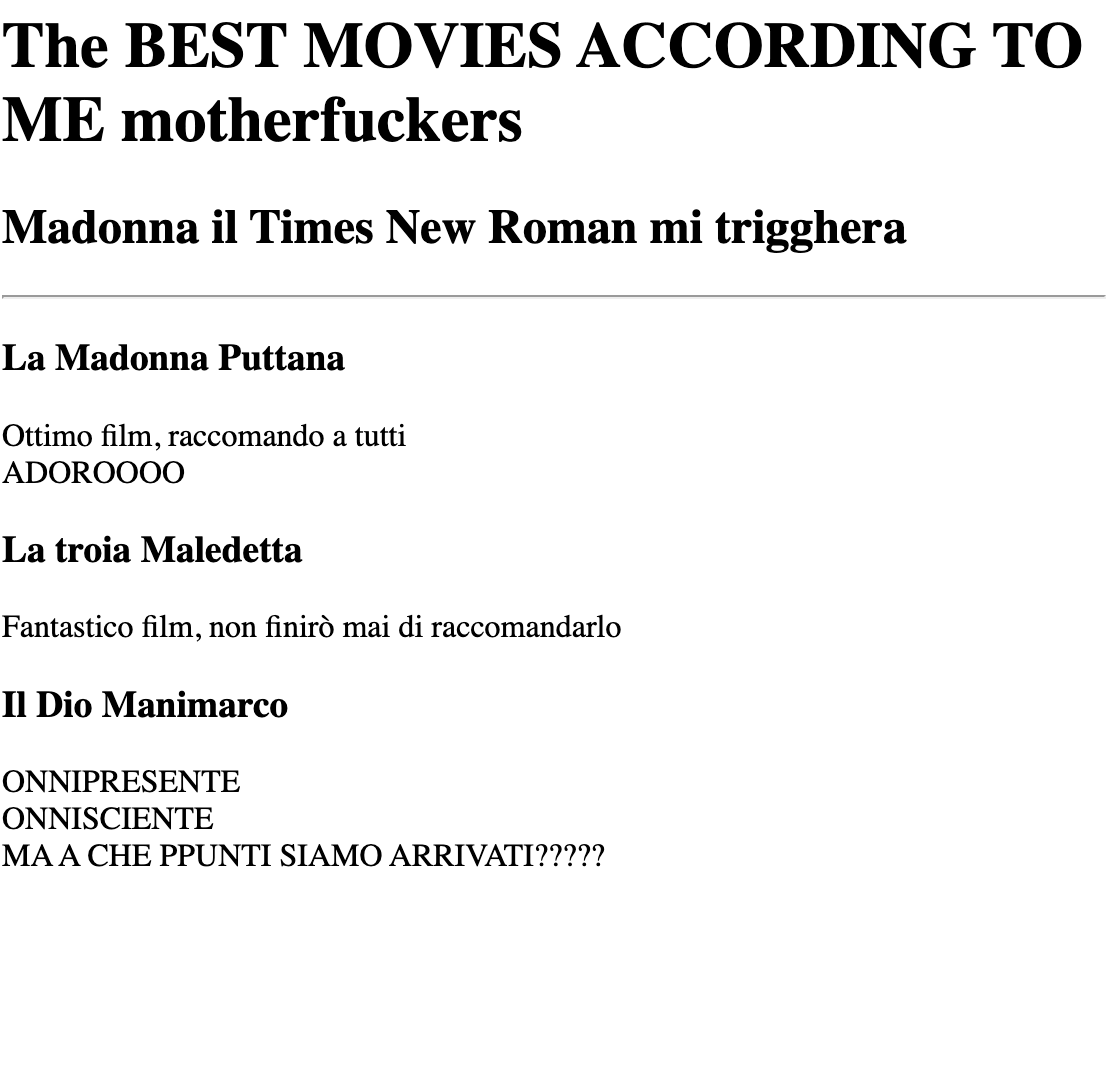 The BEST MOVIES ACCORDING TO
ME motherfuckers
Madonna il Times New Roman mi trigghera
La Madonna Puttana
Ottimo film, raccomando a tutti
ADOROOOO
La troia Maledetta
Fantastico film, non finirò mai di raccomandarlo
Il Dio Manimarco
ONNIPRESENTE
ONNISCIENTE
MA A CHE PPUNTI SIAMO ARRIVATI?????